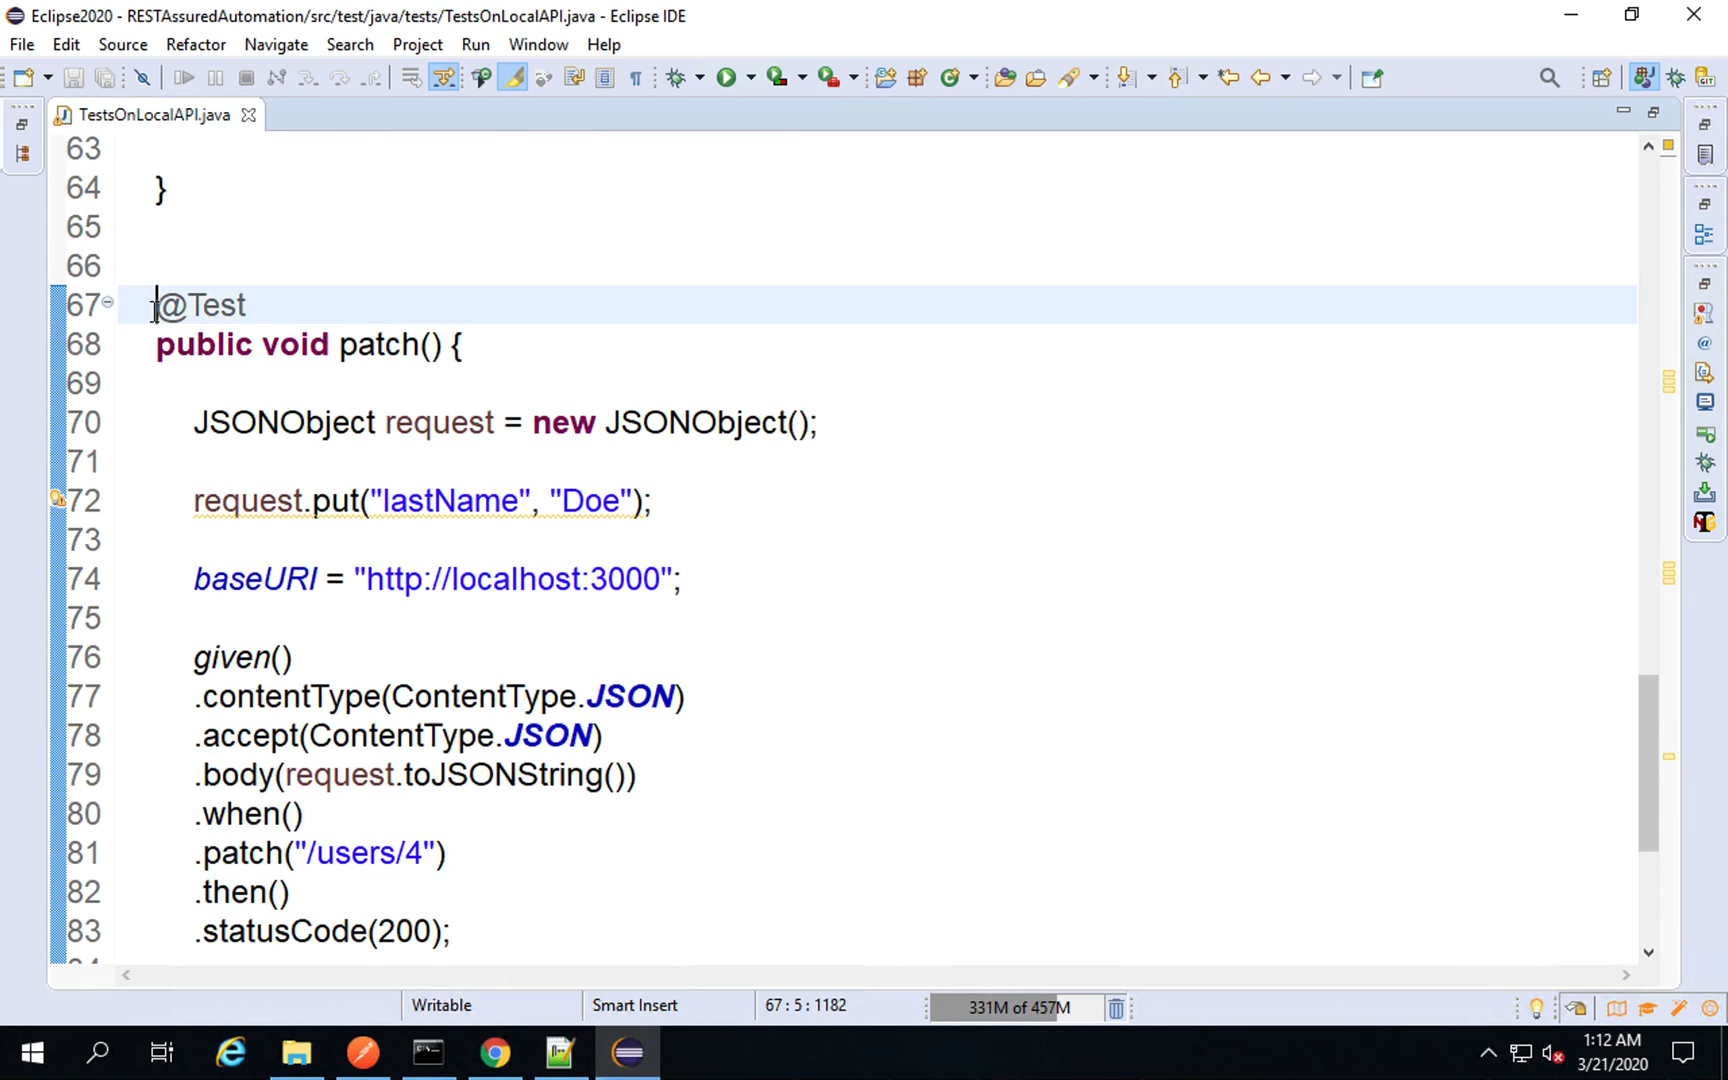 Eclipse2020 - RESTAssuredAutomation/src/test/java/tests/TestsOnLocalAPI.java - Eclipse IDE
File Edit Source Refactor Navigate Search Project Run Window Help
TestsOnLocalAPI.java
63
64 }
65
66
67 @Test
68 public void patch() {
69
70 JSONObject request = new JSONObject();
71
72 request.put("lastName", "Doe");
73
74 baseURI = "http://localhost:3000";
75
76 given()
77 .contentType(ContentType.JSON)
78 .accept(ContentType.JSON)
79 .body(request.toJSONString())
80 .when()
81 .patch("/users/4")
82 .then()
83 .statusCode(200);
Writable Smart Insert 67 : 5 : 1182 331M of 457M
1:12 AM
3/21/2020